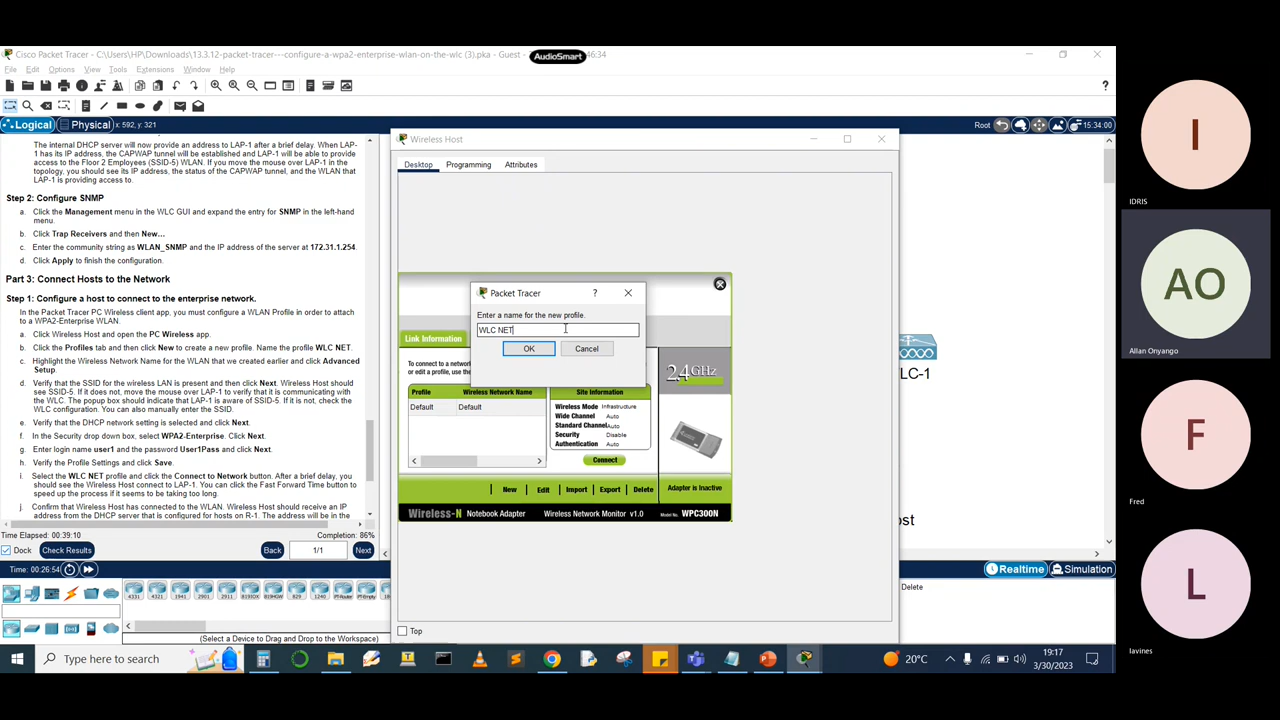 Cisco Packet Tracer - C:\Users\HP\Downloads\13.3.12-packet-tracer---configure-a-wpa2-enterprise-wlan-on-the-wlc (3).pka - Guest
AudioSmart
46:34
File Edit Options View Tools Extensions Window Help
Logical Physical x: 592, y: 321
Root 15:34:00
The internal DHCP server will now provide an address to LAP-1 after a brief delay. When LAP-
1 has its IP address, the CAPWAP tunnel will be established and LAP-1 will be able to provide
access to the Floor 2 Employees (SSID-5) WLAN. If you move the mouse over LAP-1 in the
topology, you should see its IP address, the status of the CAPWAP tunnel, and the WLAN that
LAP-1 is providing access to.
Step 2: Configure SNMP
a. Click the Management menu in the WLC GUI and expand the entry for SNMP in the left-hand
menu.
b. Click Trap Receivers and then New…
c. Enter the community string as WLAN_SNMP and the IP address of the server at 172.31.1.254.
d. Click Apply to finish the configuration.
Part 3: Connect Hosts to the Network
Step 1: Configure a host to connect to the enterprise network.
In the Packet Tracer PC Wireless client app, you must configure a WLAN Profile in order to attach
to a WPA2-Enterprise WLAN.
a. Click Wireless Host and open the PC Wireless app.
b. Click the Profiles tab and then click New to create a new profile. Name the profile WLC NET.
c. Highlight the Wireless Network Name for the WLAN that we created earlier and click Advanced
Setup.
d. Verify that the SSID for the wireless LAN is present and then click Next. Wireless Host should
see SSID-5. If it does not, move the mouse over LAP-1 to verify that it is communicating with
the WLC. The popup box should indicate that LAP-1 is aware of SSID-5. If it is not, check the
WLC configuration. You can also manually enter the SSID.
e. Verify that the DHCP network setting is selected and click Next.
f. In the Security drop down box, select WPA2-Enterprise. Click Next.
g. Enter login name user1 and the password User1Pass and click Next.
h. Verify the Profile Settings and click Save.
i. Select the WLC NET profile and click the Connect to Network button. After a brief delay, you
should see the Wireless Host connect to LAP-1. You can click the Fast Forward Time button to
speed up the process if it seems to be taking too long.
j. Confirm that Wireless Host has connected to the WLAN. Wireless Host should receive an IP
address from the DHCP server that is configured for hosts on R-1. The address will be in the
Time Elapsed: 00:39:10 Completion: 86%
Dock Check Results Back 1/1 Next
Time: 00:26:54
Realtime Simulation
4331 4321 1941 2901 2911 819IOX 819HGW 829 1240 PT-Router PT-Empty
(Select a Device to Drag and Drop to the Workspace)
Delete
Wireless Host
Desktop Programming Attributes
Packet Tracer ?
Enter a name for the new profile.
WLC NET
OK Cancel
Link Information
To connect to a networ
or edit a profile, use the
Profile Wireless Network Name
Default Default
Site Information
Wireless Mode Infrastructure
Wide Channel Auto
Standard Channel Auto
Security Disable
Authentication Auto
Connect
New Edit Import Export Delete
2.4GHz
Adapter is Inactive
Wireless-N Notebook Adapter Wireless Network Monitor v1.0 Model No. WPC300N
Top
LC-1
ost
I
IDRIS
AO
Allan Onyango
F
Fred
L
lavines
Type here to search
20°C
19:17
3/30/2023